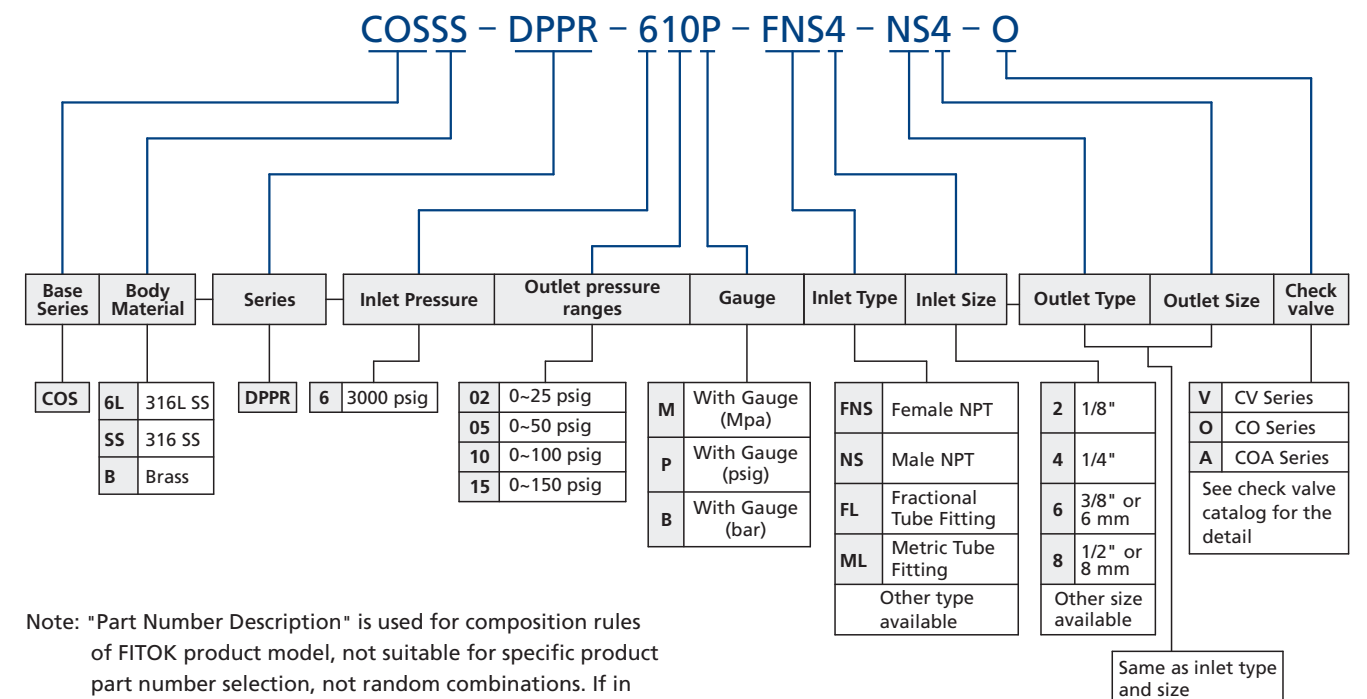 COSSS – DPPR – 610P – FNS4 – NS4 – O
Base Series
Body Material
Series
Inlet Pressure
Outlet pressure ranges
Gauge
Inlet Type
Inlet Size
Outlet Type
Outlet Size
Check valve
COS
6L 316L SS
SS 316 SS
B Brass
DPPR
6 3000 psig
02 0~25 psig
05 0~50 psig
10 0~100 psig
15 0~150 psig
M With Gauge (Mpa)
P With Gauge (psig)
B With Gauge (bar)
FNS Female NPT
NS Male NPT
FL Fractional Tube Fitting
ML Metric Tube Fitting
Other type available
2 1/8"
4 1/4"
6 3/8" or 6 mm
8 1/2" or 8 mm
Other size available
Same as inlet type and size
V CV Series
O CO Series
A COA Series
See check valve catalog for the detail
Note: "Part Number Description" is used for composition rules
of FITOK product model, not suitable for specific product
part number selection, not random combinations. If in